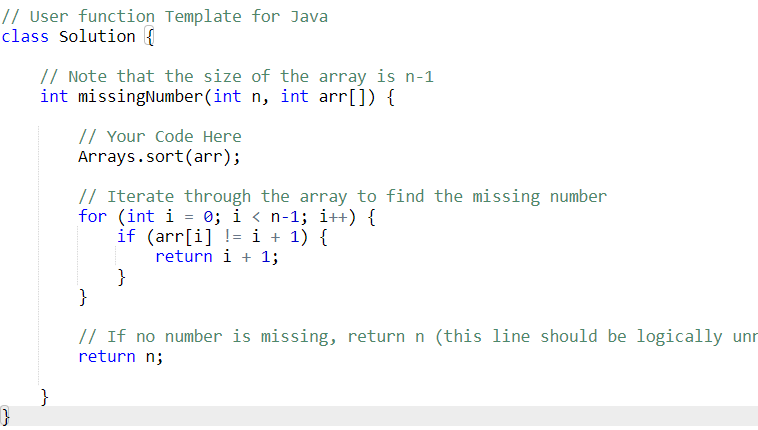 // User function Template for Java
class Solution {
// Note that the size of the array is n-1
int missingNumber(int n, int arr[]) {
// Your Code Here
Arrays.sort(arr);
// Iterate through the array to find the missing number
for (int i = 0; i < n-1; i++) {
if (arr[i] != i + 1) {
return i + 1;
}
}
// If no number is missing, return n (this line should be logically
return n;
}
}